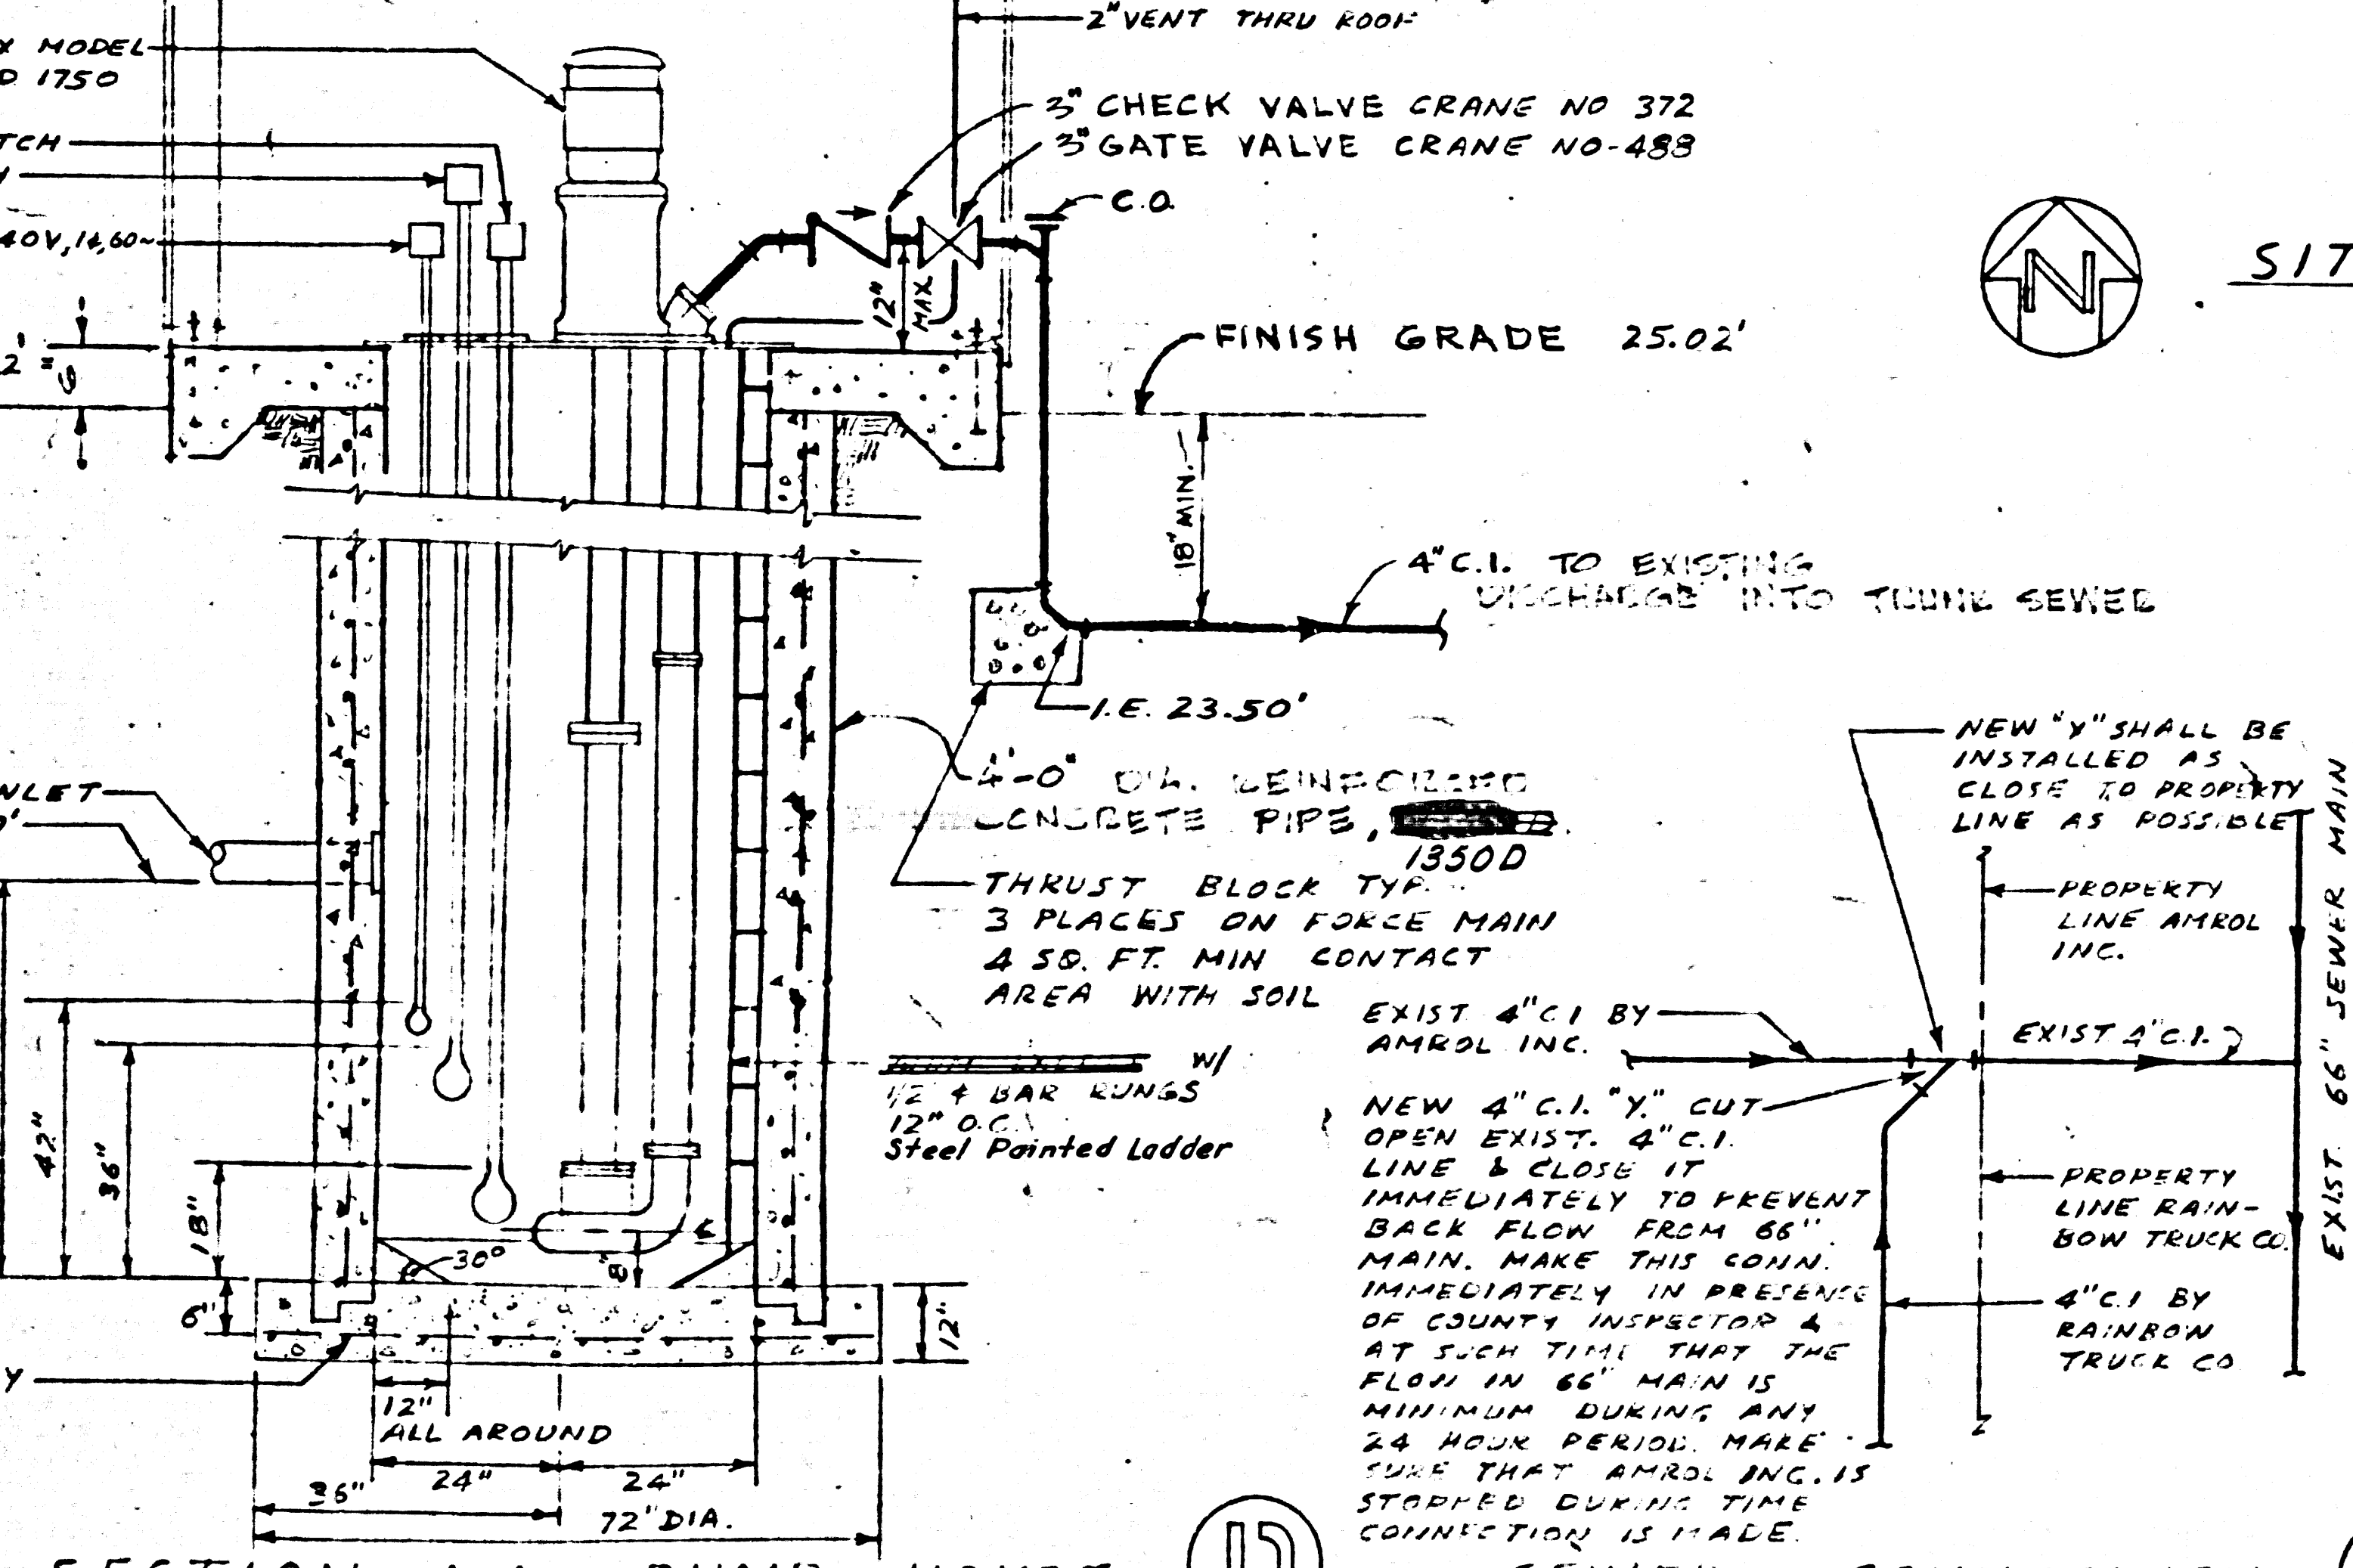 2" VENT THRU ROOF
X MODEL
D 1750
TCH
40V, 1ɸ, 60~
3" CHECK VALVE CRANE NO 372
3" GATE VALVE CRANE NO-488
C.O.
12" MAX.
N
SIT
FINISH GRADE 25.02'
2'
6
18" MIN.
4" C.I. TO EXISTING
DISCHARGE INTO TRUNK SEWER
I.E. 23.50'
4'-0" DIA. REINFORCED
CONCRETE PIPE,
1350D
THRUST BLOCK TYP.
3 PLACES ON FORCE MAIN
4 SQ. FT. MIN CONTACT
AREA WITH SOIL
NLET
W/
1/2 ɸ BAR RUNGS
12" O.C.
Steel Painted Ladder
42"
36"
18"
30°
8"
6"
12"
Y
12"
ALL AROUND
24" 24"
36"
72" DIA.
NEW "Y" SHALL BE
INSTALLED AS
CLOSE TO PROPERTY
LINE AS POSSIBLE
PROPERTY
LINE AMROL
INC.
EXIST 4" C.I BY
AMROL INC.
EXIST 4" C.I.
EXIST. 66" SEWER MAIN
NEW 4" C.I. "Y." CUT
OPEN EXIST. 4" C.I.
LINE & CLOSE IT
IMMEDIATELY TO PREVENT
BACK FLOW FROM 66"
MAIN. MAKE THIS CONN.
IMMEDIATELY IN PRESENCE
OF COUNTY INSPECTOR &
AT SUCH TIME THAT THE
FLOW IN 66" MAIN IS
MINIMUM DURING ANY
24 HOUR PERIOD. MAKE
SURE THAT AMROL INC. IS
STOPPED DURING TIME
CONNECTION IS MADE.
PROPERTY
LINE RAIN-
BOW TRUCK CO.
4" C.I BY
RAINBOW
TRUCK CO
D